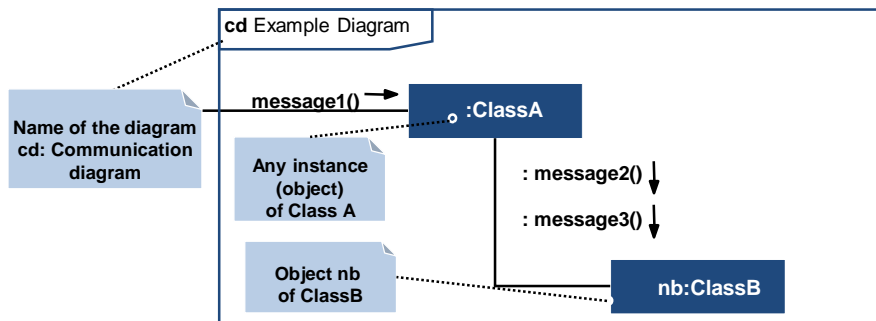 cd Example Diagram
message1()
:ClassA
Name of the diagram
cd: Communication
diagram
Any instance
(object)
of Class A
: message2()
: message3()
Object nb
of ClassB
nb:ClassB